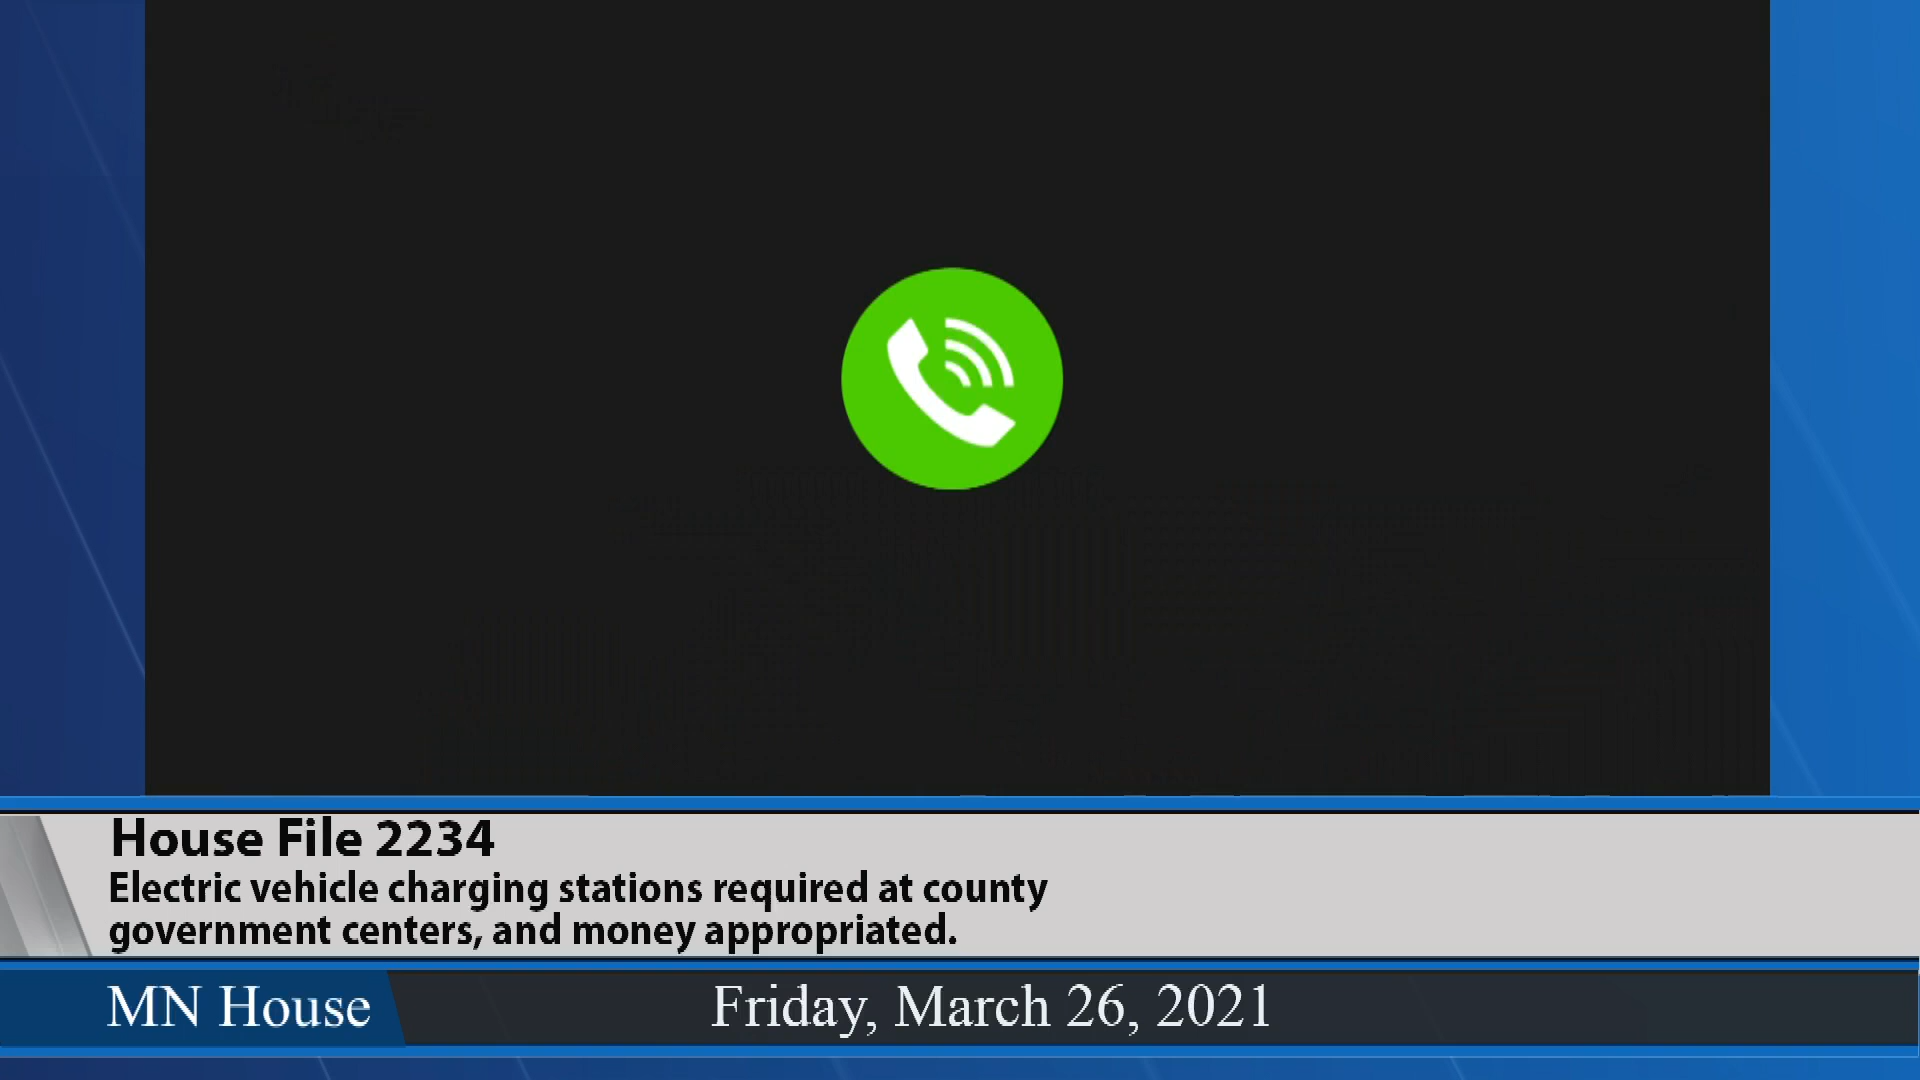 House File 2234
Electric vehicle charging stations required at county
government centers, and money appropriated.
MN House
Friday, March 26, 2021